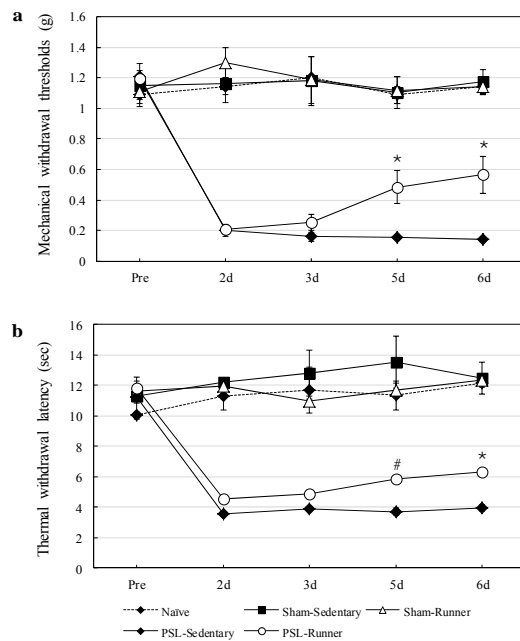 a
Mechanical withdrawal thresholds (g)
1.6
1.4
1.2
1
0.8
0.6
0.4
0.2
0
* *
Pre 2d 3d 5d 6d
b
Thermal withdrawal latency (sec)
16
14
12
10
8
6
4
2
0
# *
Pre 2d 3d 5d 6d
Naïve Sham-Sedentary Sham-Runner
PSL-Sedentary PSL-Runner